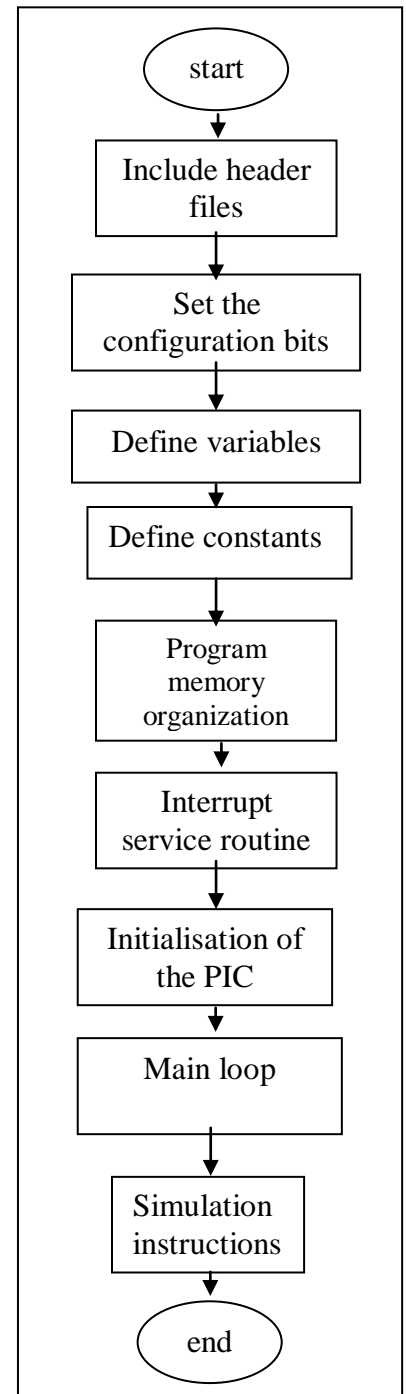 start
Include header
files
Set the
configuration bits
Define variables
Define constants
Program
memory
organization
Interrupt
service routine
Initialisation of
the PIC
Main loop
Simulation
instructions
end